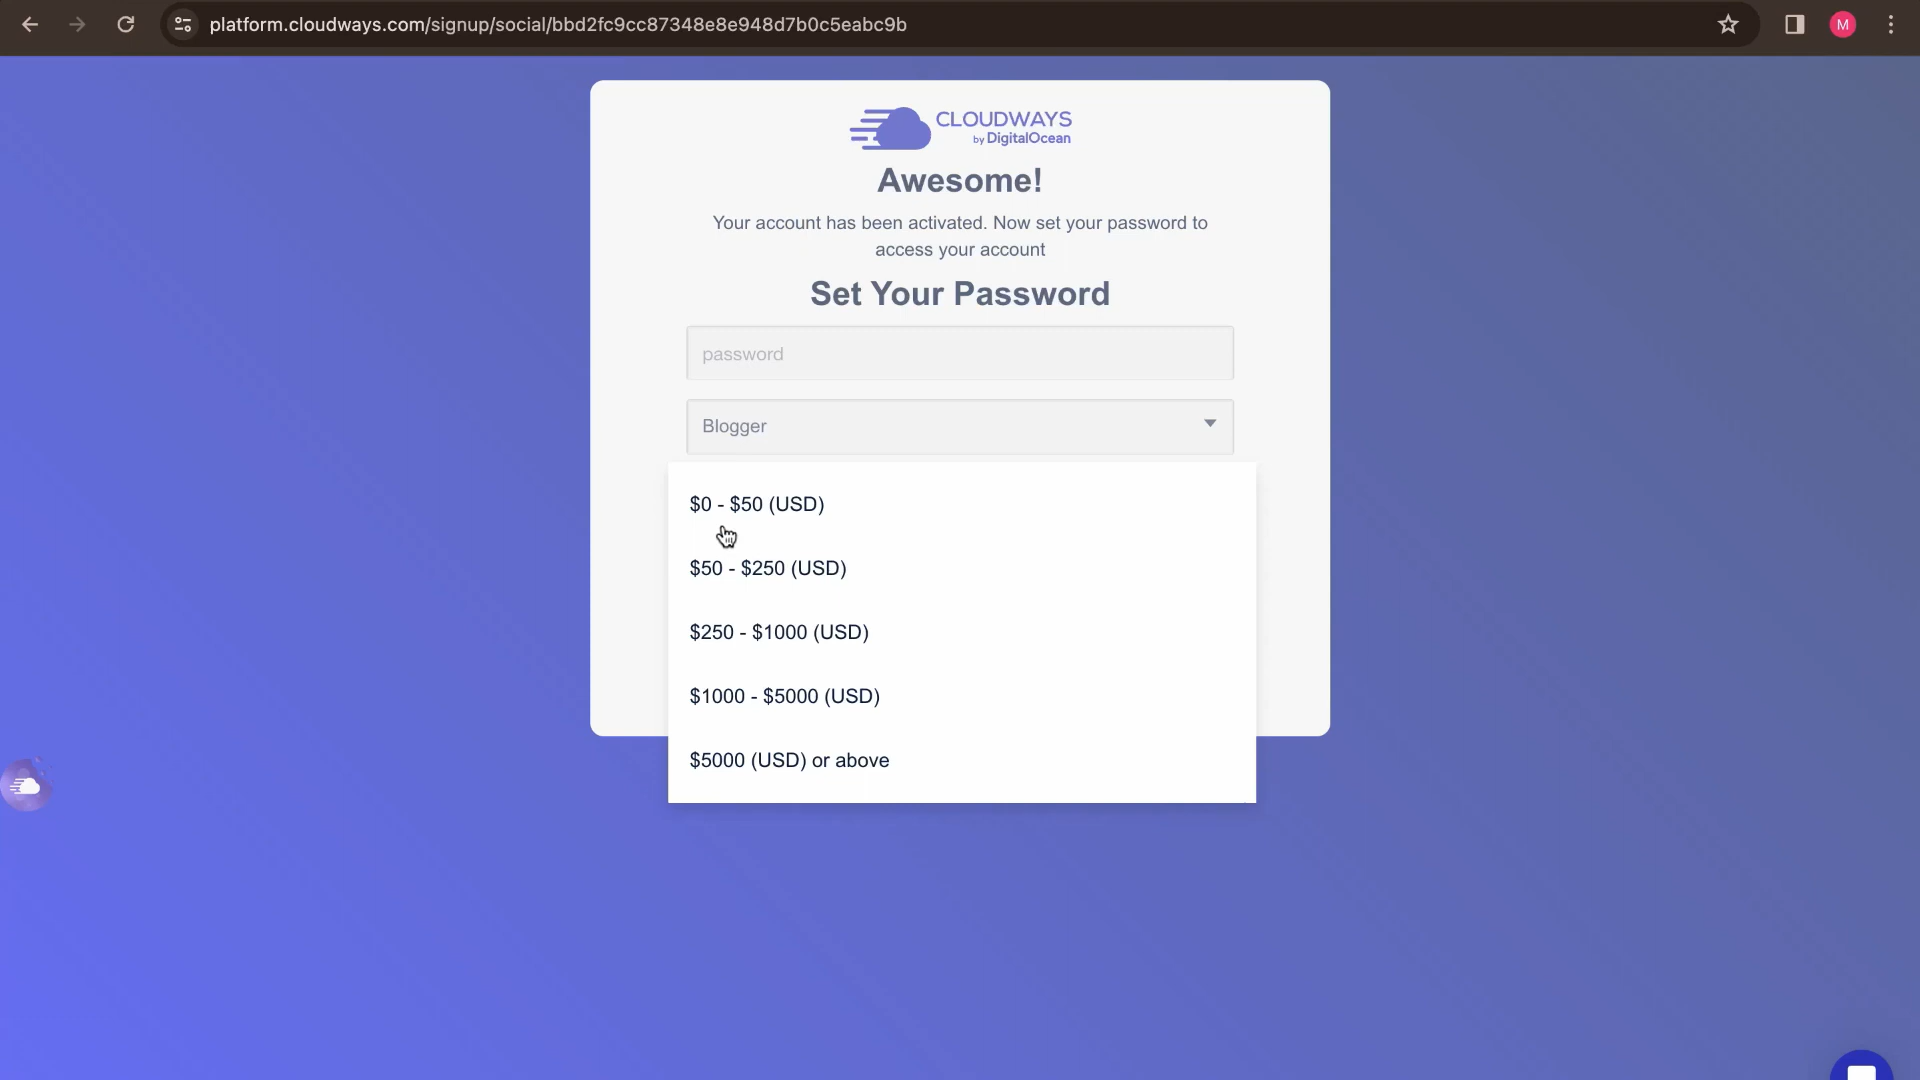 platform.cloudways.com/signup/social/bbd2fc9cc87348e8e948d7b0c5eabc9b
M
CLOUDWAYS
by DigitalOcean
Awesome!
Your account has been activated. Now set your password to
access your account
Set Your Password
password
Blogger
$0 - $50 (USD)
$50 - $250 (USD)
$250 - $1000 (USD)
$1000 - $5000 (USD)
$5000 (USD) or above